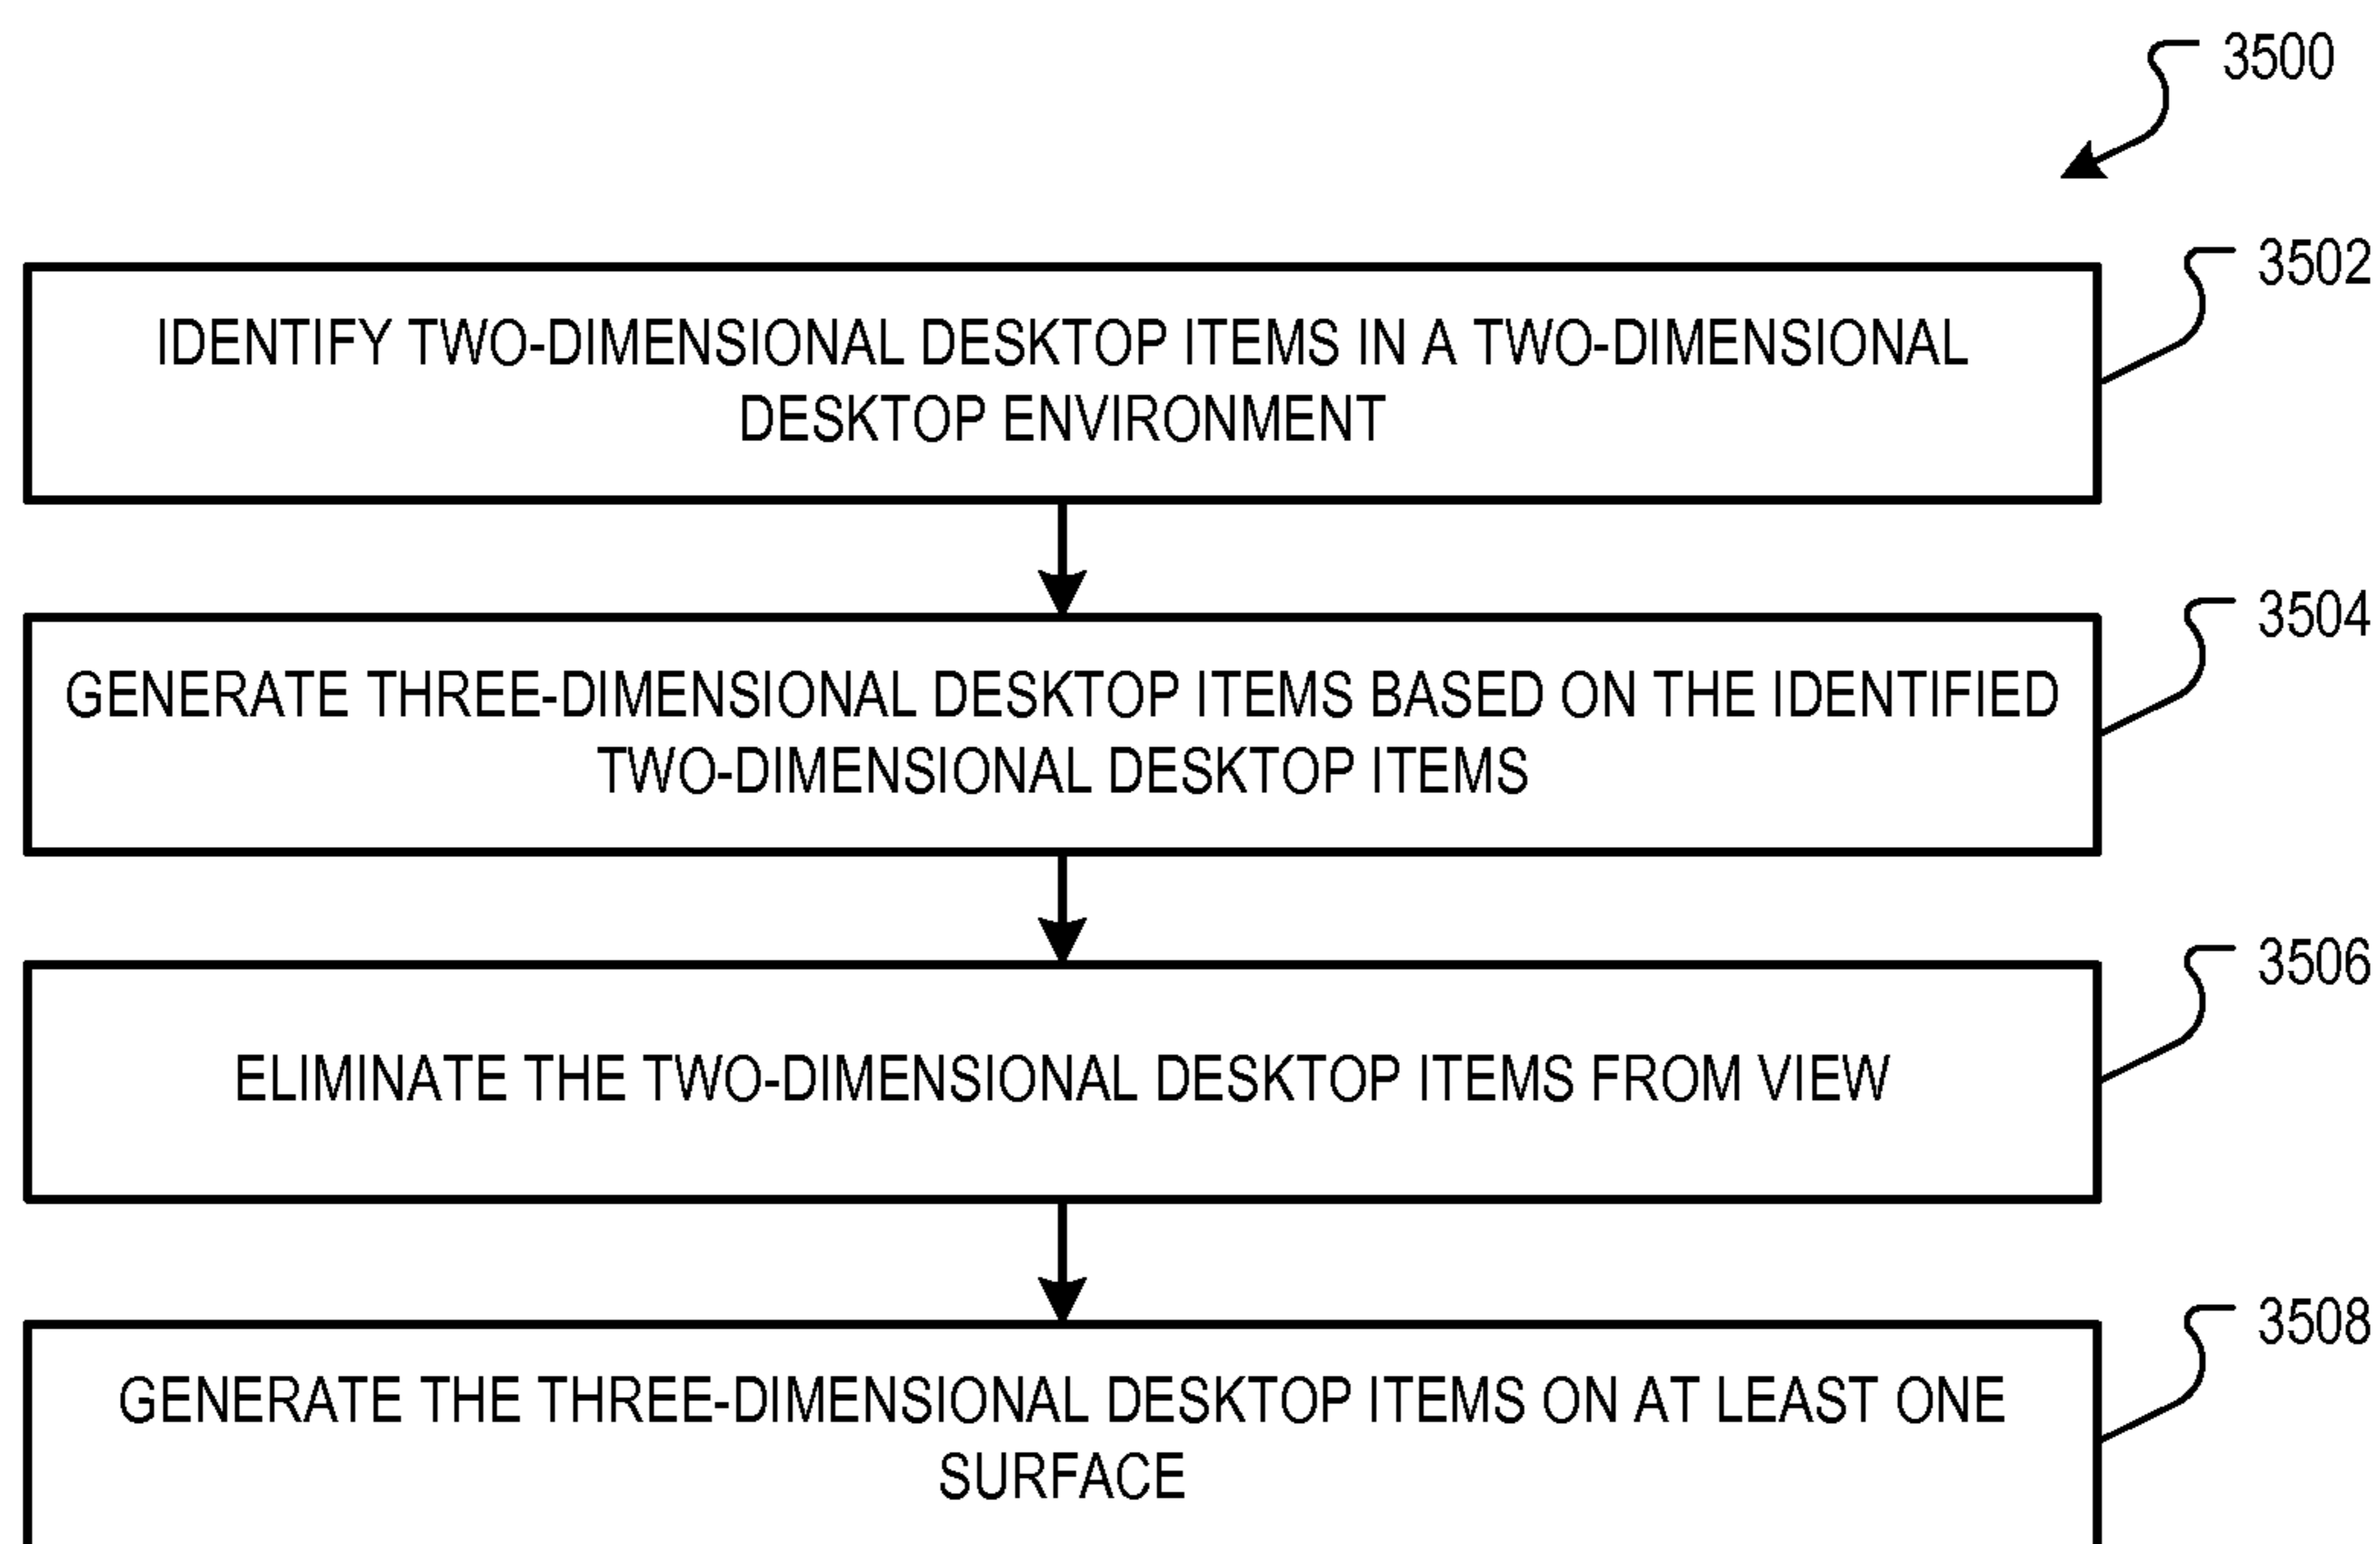 3500
3502
IDENTIFY TWO-DIMENSIONAL DESKTOP ITEMS IN A TWO-DIMENSIONAL
DESKTOP ENVIRONMENT
3504
GENERATE THREE-DIMENSIONAL DESKTOP ITEMS BASED ON THE IDENTIFIED
TWO-DIMENSIONAL DESKTOP ITEMS
3506
ELIMINATE THE TWO-DIMENSIONAL DESKTOP ITEMS FROM VIEW
3508
GENERATE THE THREE-DIMENSIONAL DESKTOP ITEMS ON AT LEAST ONE
SURFACE